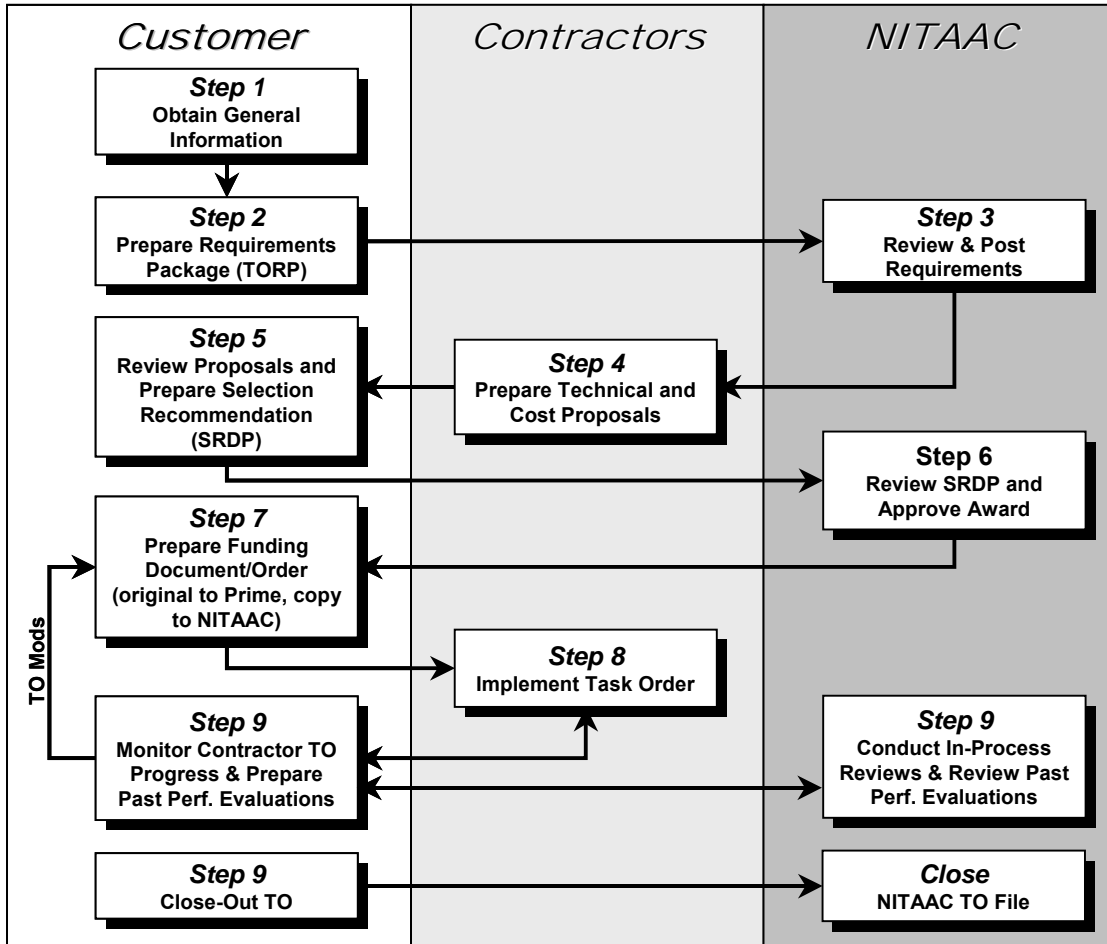 Customer
Contractors
NITAAC
Step 1
Obtain General
Information
Step 2
Prepare Requirements
Package (TORP)
Step 3
Review & Post
Requirements
Step 5
Review Proposals and
Prepare Selection
Recommendation
(SRDP)
Step 4
Prepare Technical and
Cost Proposals
Step 6
Review SRDP and
Approve Award
Step 7
Prepare Funding
Document/Order
(original to Prime, copy
to NITAAC)
TO Mods
Step 8
Implement Task Order
Step 9
Monitor Contractor TO
Progress & Prepare
Past Perf. Evaluations
Step 9
Conduct In-Process
Reviews & Review Past
Perf. Evaluations
Step 9
Close-Out TO
Close
NITAAC TO File